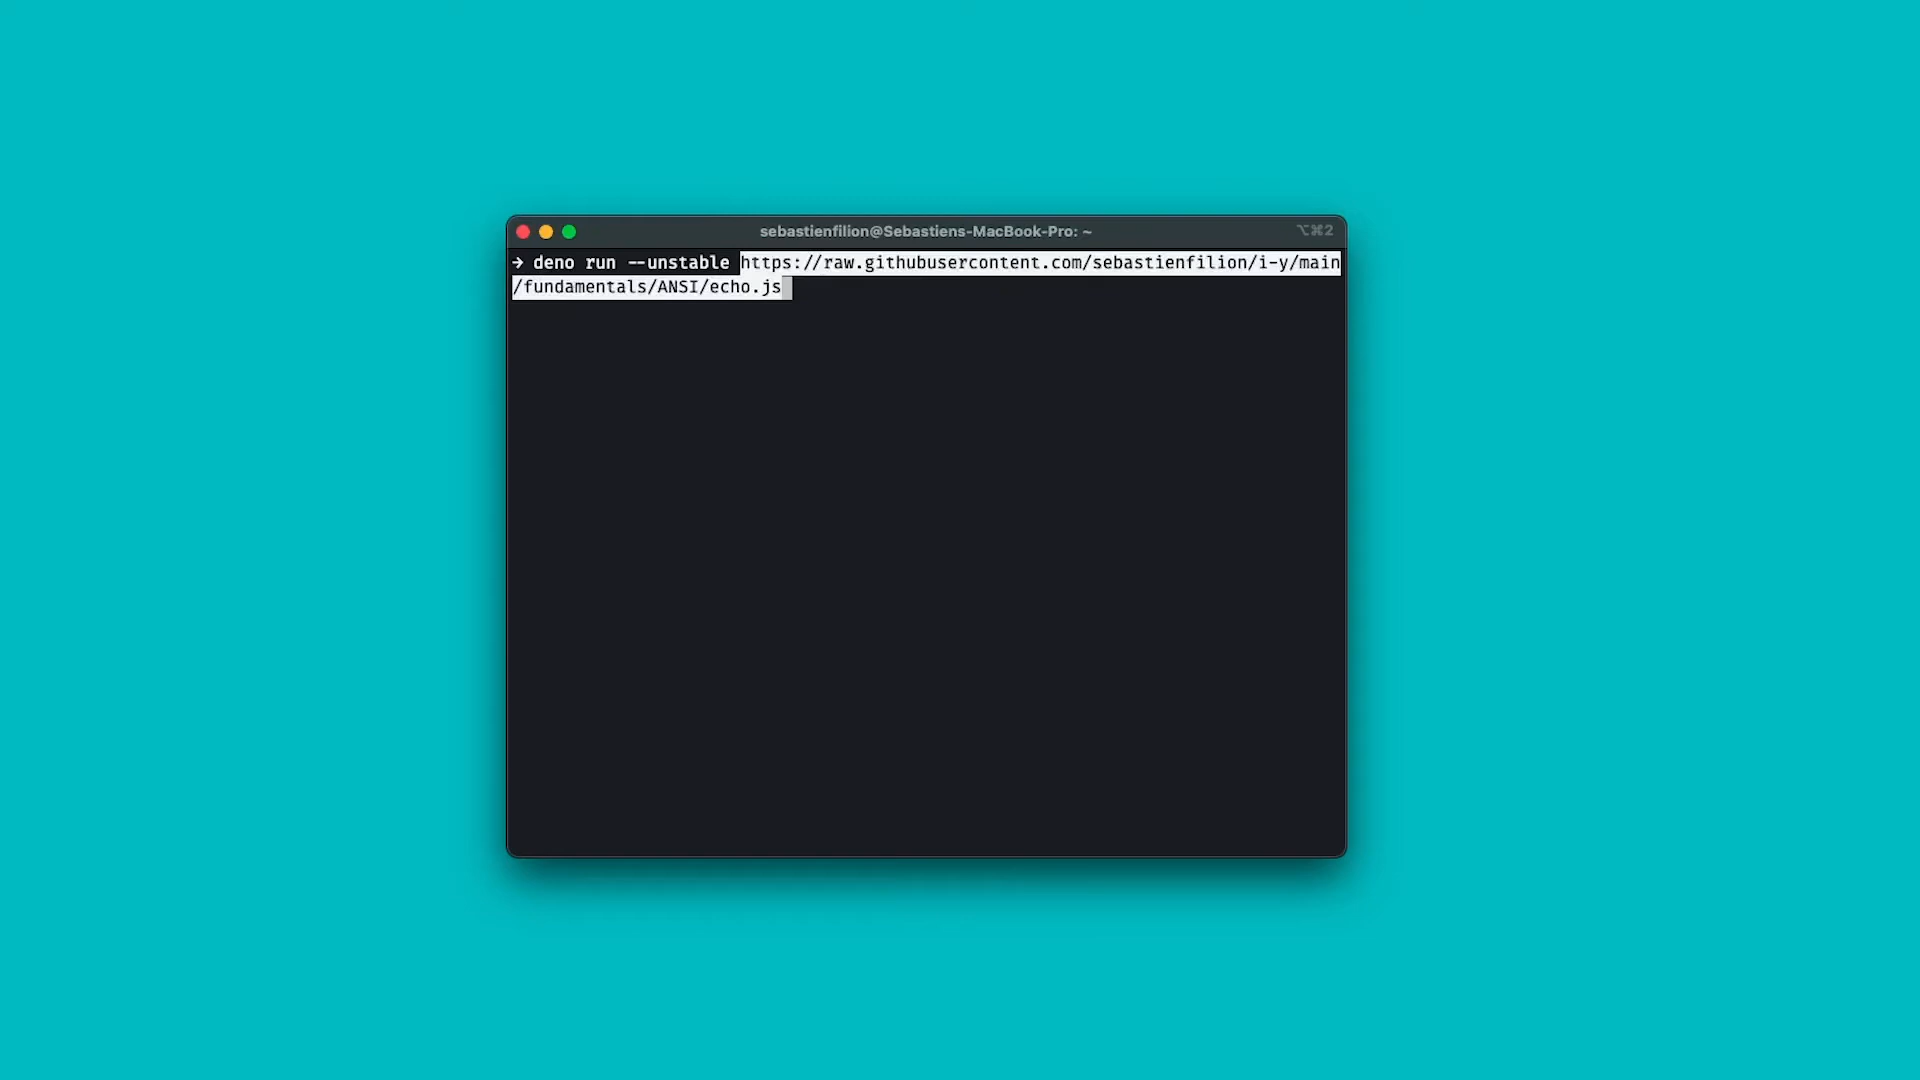 sebastienfilion@Sebastiens-MacBook-Pro: ~
⌥⌘2
→ deno run --unstable https://raw.githubusercontent.com/sebastienfilion/i-y/main
/fundamentals/ANSI/echo.js